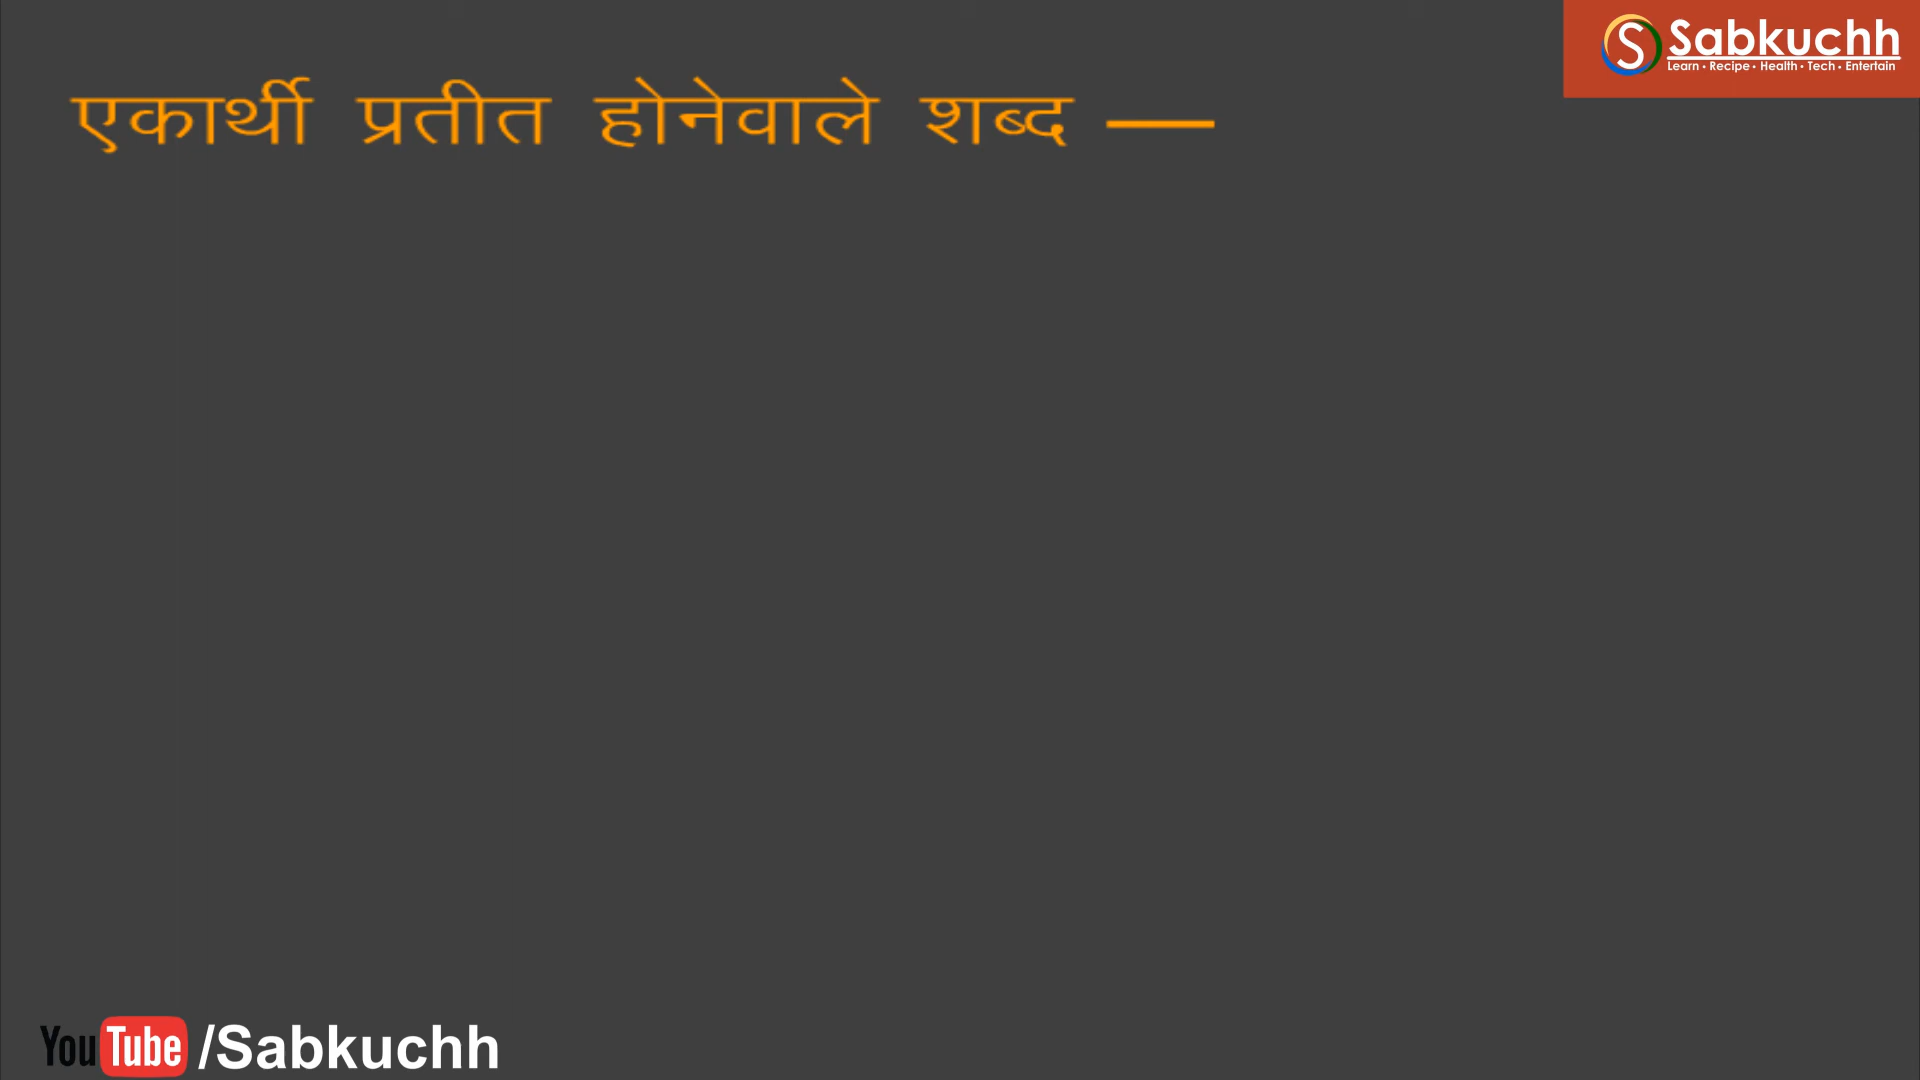 Sabkuchh
Learn • Recipe • Health • Tech • Entertain
एकार्थी प्रतीत होनेवाले शब्द —
YouTube /Sabkuchh